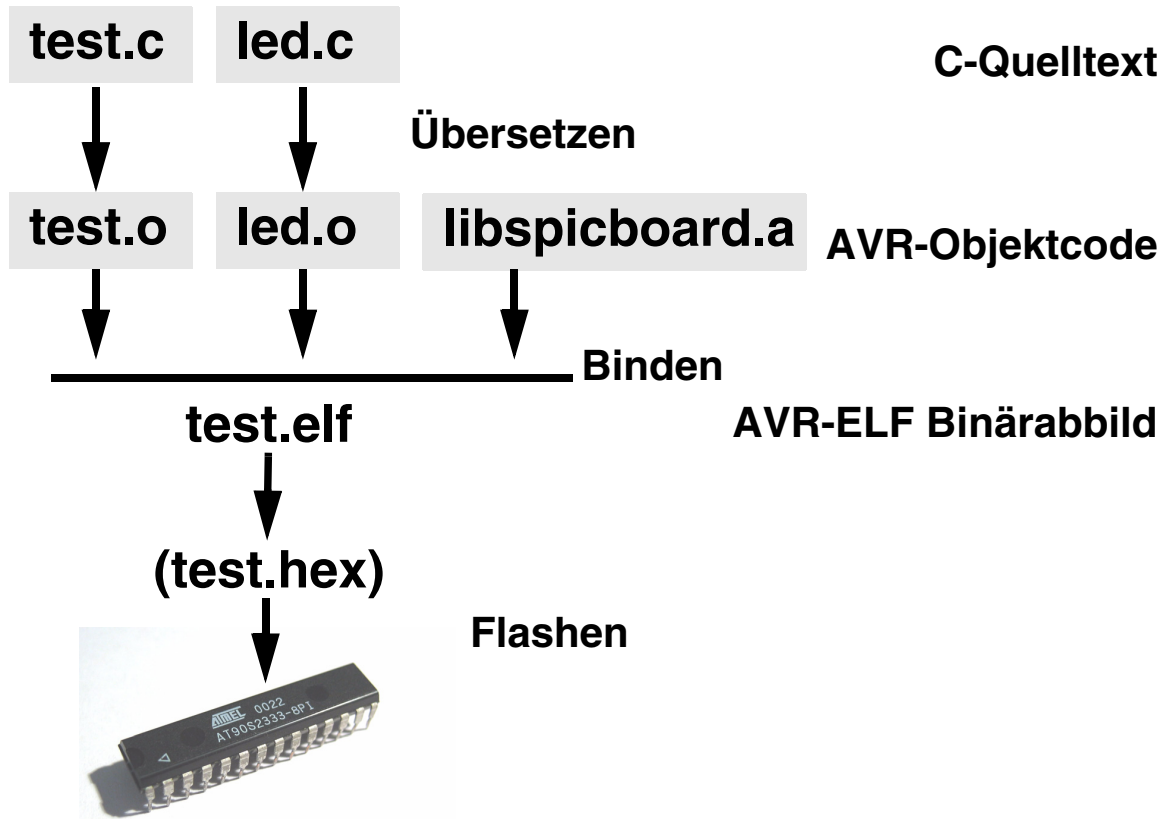 test.c led.c
C-Quelltext
Übersetzen
test.o led.o libspicboard.a
AVR-Objektcode
Binden
test.elf
AVR-ELF Binärabbild
(test.hex)
Flashen
ATMEL 0022
AT90S2333-8PI